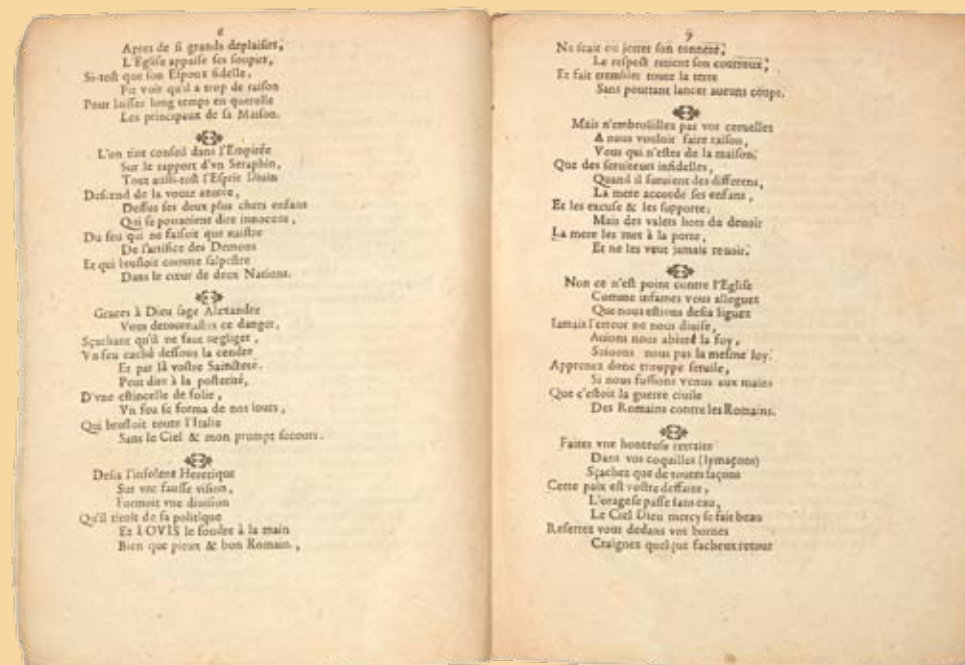 8
Apres de si grands deplaisirs,
L'Eglise appaise ses soupirs,
Si-tost que son Espoux fidelle,
Fit voir qu'il a trop de raison
Pour laisser long temps en querelle
Les principaux de sa Maison.
L'on tint conseil dans l'Empirée
Sur le rapport d'vn Seraphin,
Tout aussi-tost l'Esprit Diuin
Descend de la voute
Dessus ses deux plus chers enfans
Qui se pouuoient dire innocens,
Du feu qui ne faisoit que naistre
De l'artifice des Demons
Et qui brusloit comme salpestre
Dans le cœur de deux Nations.
Graces à Dieu sage Alexandre
Vous detournastes ce danger,
Sçachant qu'il ne faut negliger,
Vn feu caché dessous la cendre
Et par là vostre Saincteté.
Peut dire à la posterité,
D'vne estincelle de folie,
Vn feu se forma de nos iours,
Qui brusloit toute l'Italie
Sans le Ciel & mon prompt secours.
Desia l'insolent Heretique
Sur vne fausse vision,
Formoit vne diuision
Qu'il tiroit de sa politique
Et LOVIS le foudre à la main
Bien que pieux & bon Romain,
9
Ne scait où jetter son tonnere,
Le respect retient son courroux,
Et fait trembler toute la terre
Sans pourtant lancer aucuns coups.
Mais n'embroüillez pas vos ceruelles
A nous vouloir faire raison,
Vous qui n'estes de la maison,
Que des seruiteurs infidelles,
Quand il suruient des differens,
La mere accorde ses enfans,
Et les excuse & les supporte,
Mais des valets hors du deuoir
La mere les met à la porte,
Et ne les veut jamais reuoir.
Non ce n'est point contre l'Eglise
Comme infames vous alleguez
Que nous estions desia liguez
Iamais l'erreur ne nous diuise,
Auions nous abiuré la foy,
Suiuons nous pas la mesme loy.
Apprenez donc trouppe seruile,
Si nous fussions venus aux mains
Que c'estoit la guerre ciuile
Des Romains contre les Romains.
Faites vne honteuse retraite
Dans vos coquilles (lymaçons)
Sçachez que de toutes façons
Cette paix est vostre deffaite,
L'orage se passe sans eau,
Le Ciel Dieu mercy se fait beau
Reserrez vous dedans vos bornes
Craignez quelque facheux retour